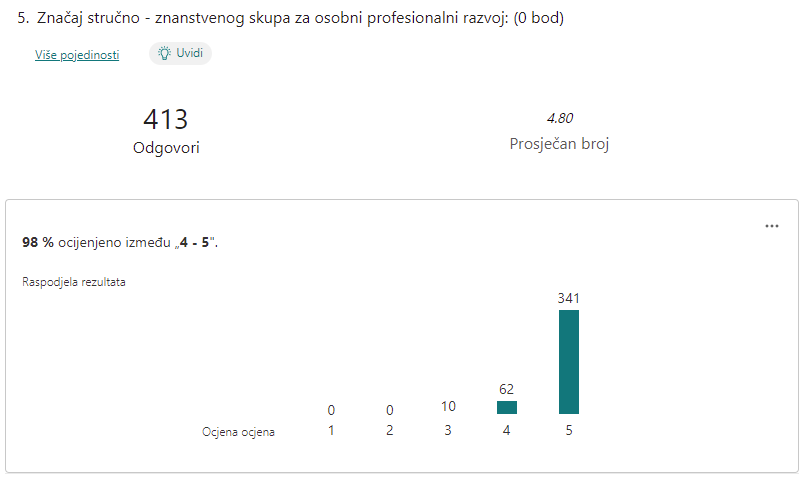 5. Značaj stručno - znanstvenog skupa za osobni profesionalni razvoj: (0 bod)
Više pojedinosti
Uvidi
413
Odgovori
4.80
Prosječan broj
98 % ocijenjeno između „4 - 5".
Raspodjela rezultata
341
62
10
0
0
Ocjena ocjena
1
2
3
4
5